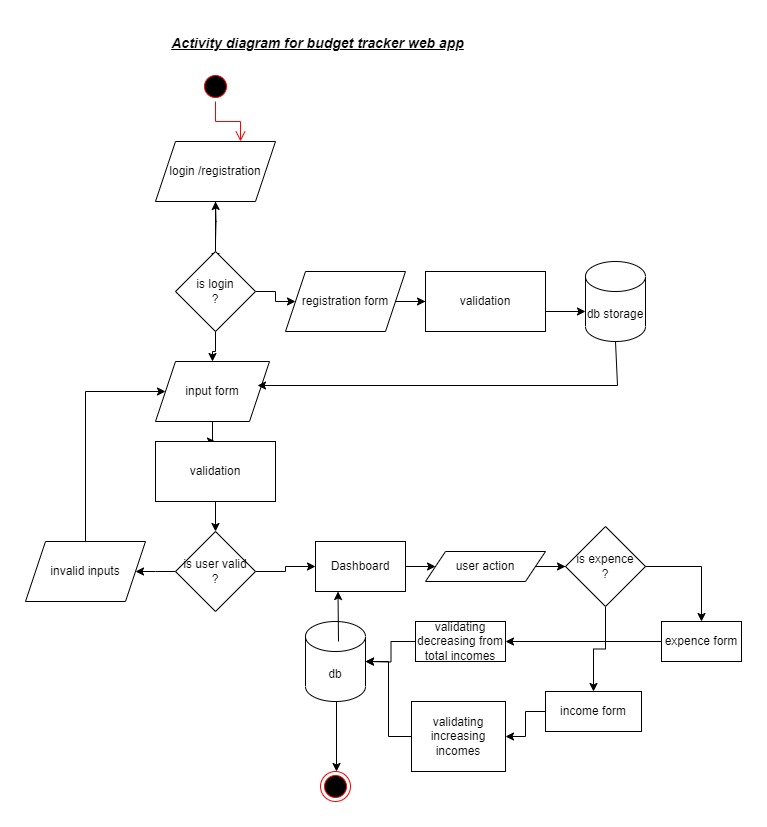 Activity diagram for budget tracker web app
login /registration
is login
?
registration form
validation
db storage
input form
validation
is user valid
?
invalid inputs
Dashboard
user action
is expence
?
expence form
validating
decreasing from
total incomes
db
income form
validating
increasing
incomes